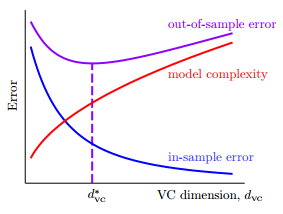 out-of-sample error
model complexity
Error
in-sample error
d*vc
VC dimension, dvc